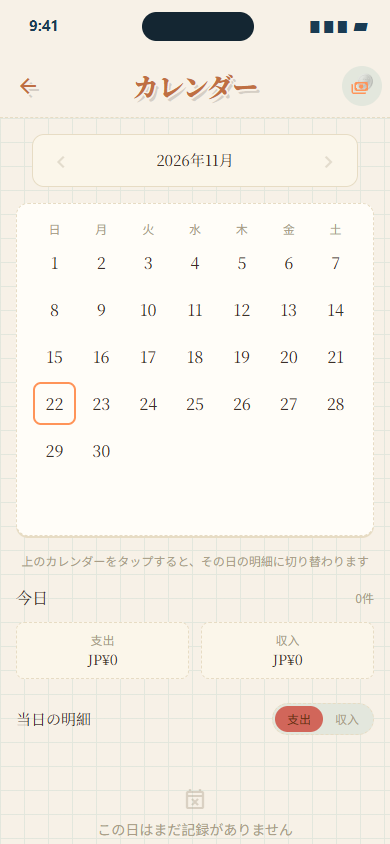 9:41
カレンダー
2026年11月
日 月 火 水 木 金 土
1 2 3 4 5 6 7
8 9 10 11 12 13 14
15 16 17 18 19 20 21
22 23 24 25 26 27 28
29 30
上のカレンダーをタップすると、その日の明細に切り替わります
今日 0件
支出 収入
JP¥0 JP¥0
当日の明細 支出 収入
この日はまだ記録がありません